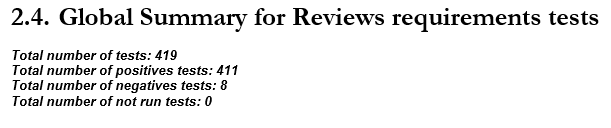 2.4. Global Summary for Reviews requirements tests
Total number of tests: 419
Total number of positives tests: 411
Total number of negatives tests: 8
Total number of not run tests: 0